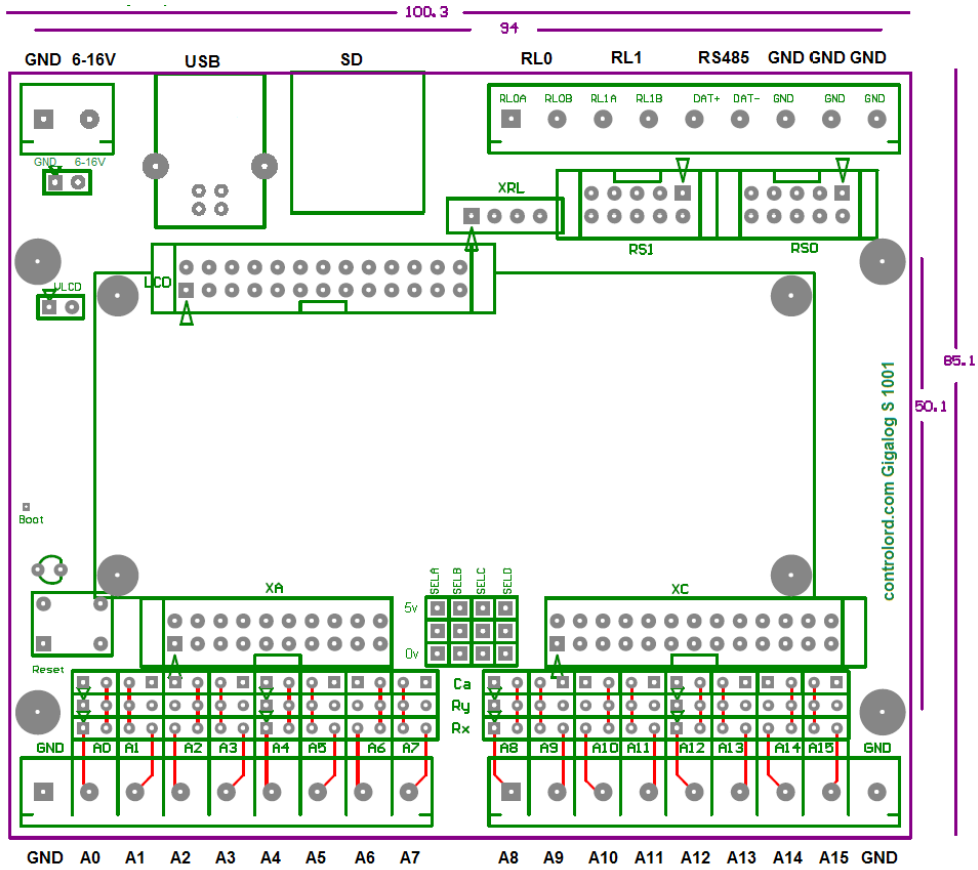 100.3
94
GND 6-16V USB SD RL0 RL1 RS485 GND GND GND
RL0A RL0B RL1A RL1B DAT+ DAT- GND GND GND
GND 6-16V
XRL
RS1 RS0
LCD
VLCD
85.1
50.1
controlord.com Gigalog S 1001
Boot
SELA SELB SELC SELD
XA XC
5v
0v
Reset
Ca
Ry
Rx
GND A0 A1 A2 A3 A4 A5 A6 A7 A8 A9 A10 A11 A12 A13 A14 A15 GND
GND A0 A1 A2 A3 A4 A5 A6 A7 A8 A9 A10 A11 A12 A13 A14 A15 GND